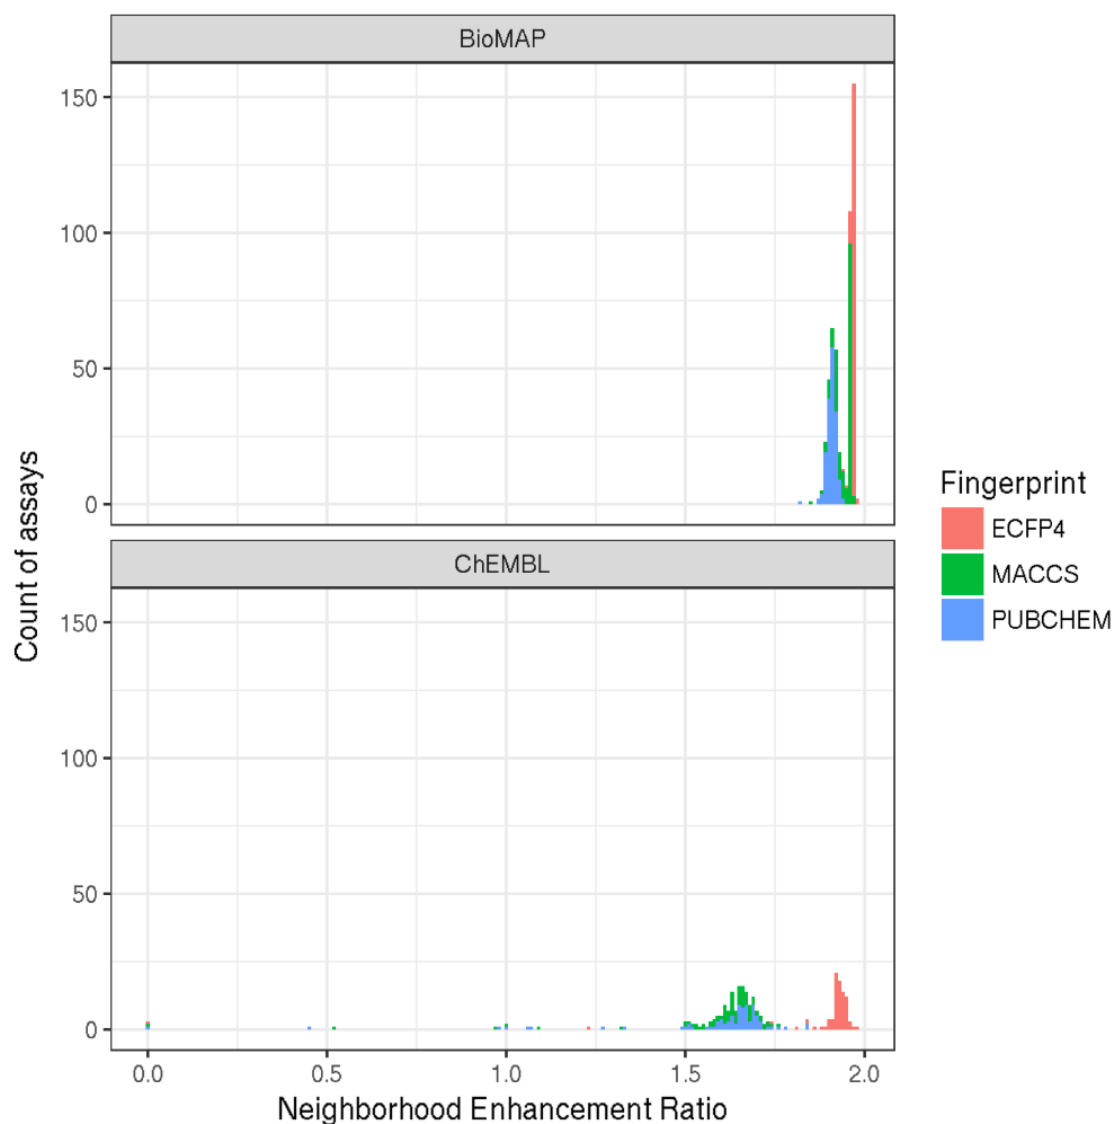 BioMAP
150
100
50
0
ChEMBL
150
100
50
0
0.0 0.5 1.0 1.5 2.0
Neighborhood Enhancement Ratio
Count of assays
Fingerprint
ECFP4
MACCS
PUBCHEM